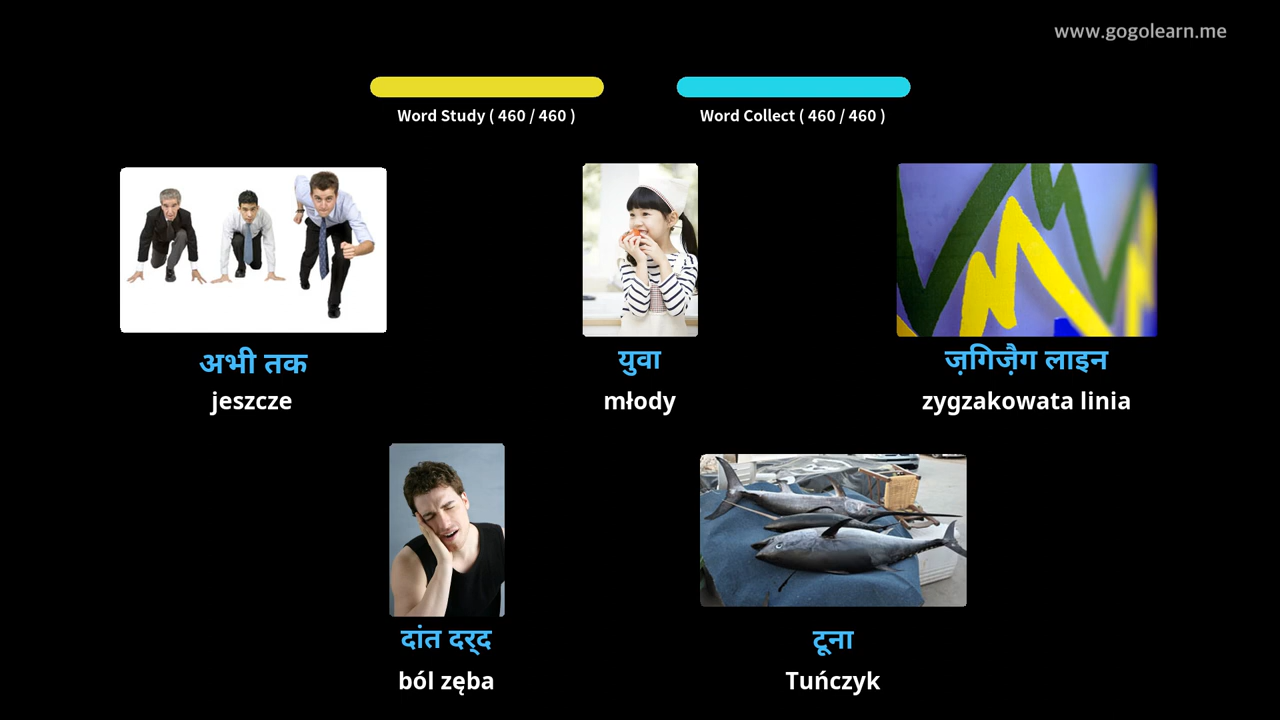 www.gogolearn.me
Word Study ( 460 / 460 )
Word Collect ( 460 / 460 )
अभी तक
jeszcze
युवा
młody
ज़गिज़ैग लाइन
zygzakowata linia
दांत दर्द
ból zęba
टूना
Tuńczyk